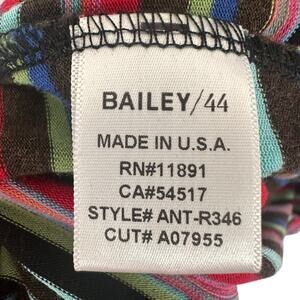 BAILEY/44
MADE IN U.S.A.
RN#11891
CA#54517
STYLE# ANT-R346
CUT# A07955